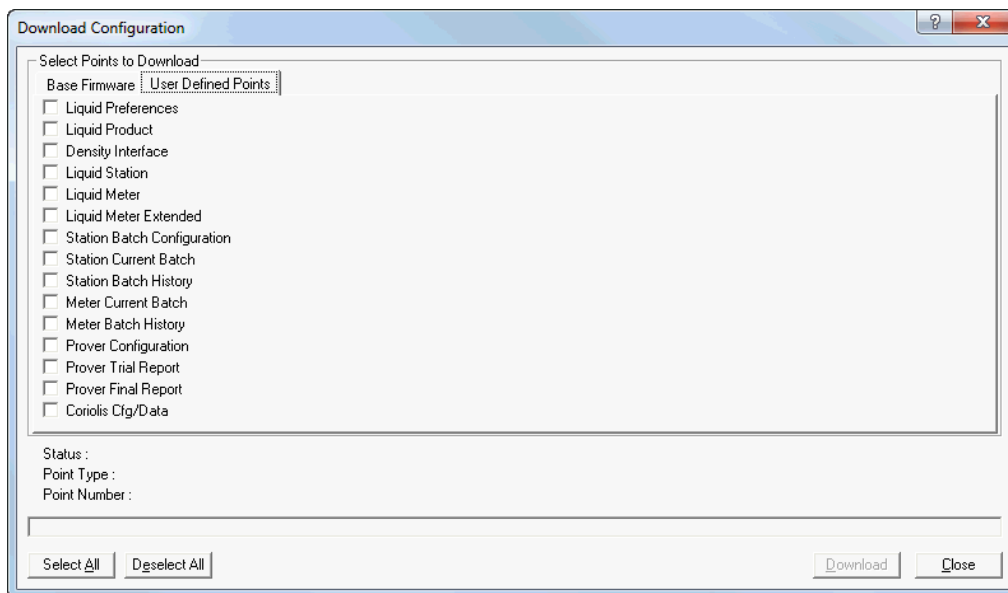 Download Configuration
Select Points to Download
Base Firmware User Defined Points
Liquid Preferences
Liquid Product
Density Interface
Liquid Station
Liquid Meter
Liquid Meter Extended
Station Batch Configuration
Station Current Batch
Station Batch History
Meter Current Batch
Meter Batch History
Prover Configuration
Prover Trial Report
Prover Final Report
Coriolis Cfg/Data
Status :
Point Type :
Point Number :
Select All Deselect All Download Close